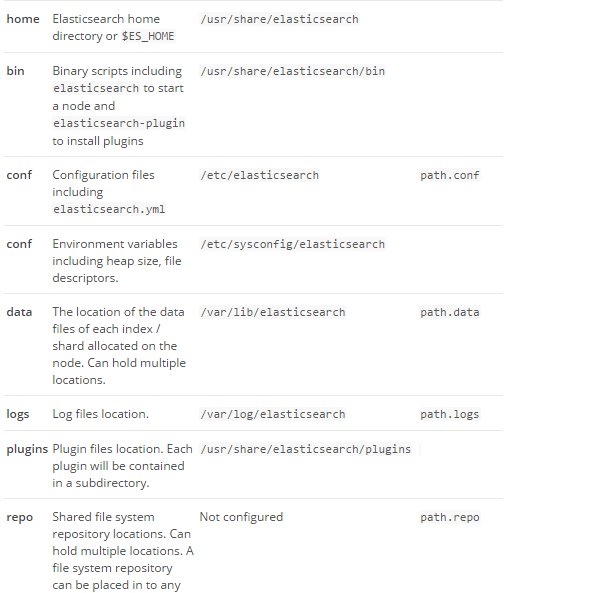 home Elasticsearch home /usr/share/elasticsearch
directory or $ES_HOME
bin Binary scripts including /usr/share/elasticsearch/bin
elasticsearch to start
a node and
elasticsearch-plugin
to install plugins
conf Configuration files /etc/elasticsearch path.conf
including
elasticsearch.yml
conf Environment variables /etc/sysconfig/elasticsearch
including heap size, file
descriptors.
data The location of the data /var/lib/elasticsearch path.data
files of each index /
shard allocated on the
node. Can hold multiple
locations.
logs Log files location. /var/log/elasticsearch path.logs
plugins Plugin files location. Each /usr/share/elasticsearch/plugins
plugin will be contained
in a subdirectory.
repo Shared file system Not configured path.repo
repository locations. Can
hold multiple locations. A
file system repository
can be placed in to any